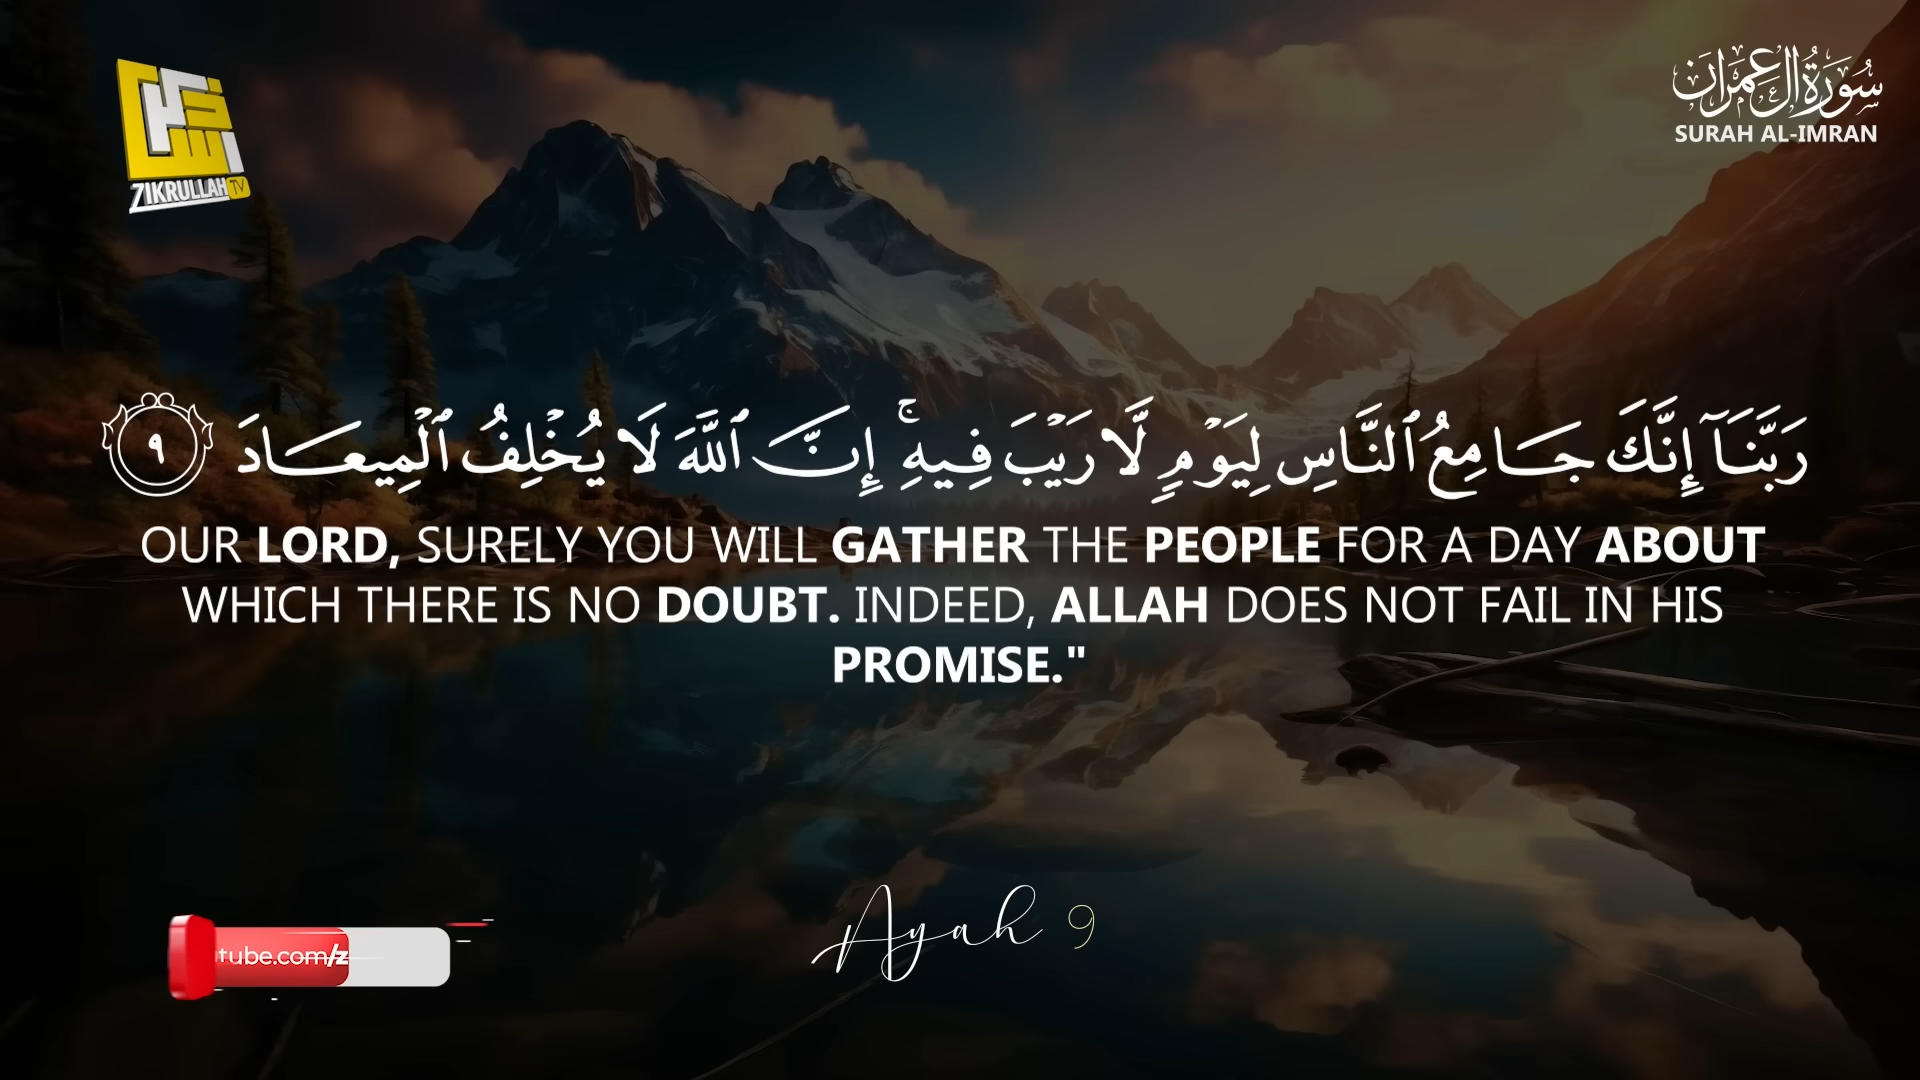 ZIKRULLAH TV
سُورَةُ اٰلِ عِمْرَان
SURAH AL-IMRAN
رَبَّنَآ إِنَّكَ جَامِعُ ٱلنَّاسِ لِيَوْمٍ لَّا رَيْبَ فِيهِ ۚ إِنَّ ٱللَّهَ لَا يُخْلِفُ ٱلْمِيعَادَ ٩
OUR LORD, SURELY YOU WILL GATHER THE PEOPLE FOR A DAY ABOUT
WHICH THERE IS NO DOUBT. INDEED, ALLAH DOES NOT FAIL IN HIS
PROMISE."
Ayah 9
tube.com/z